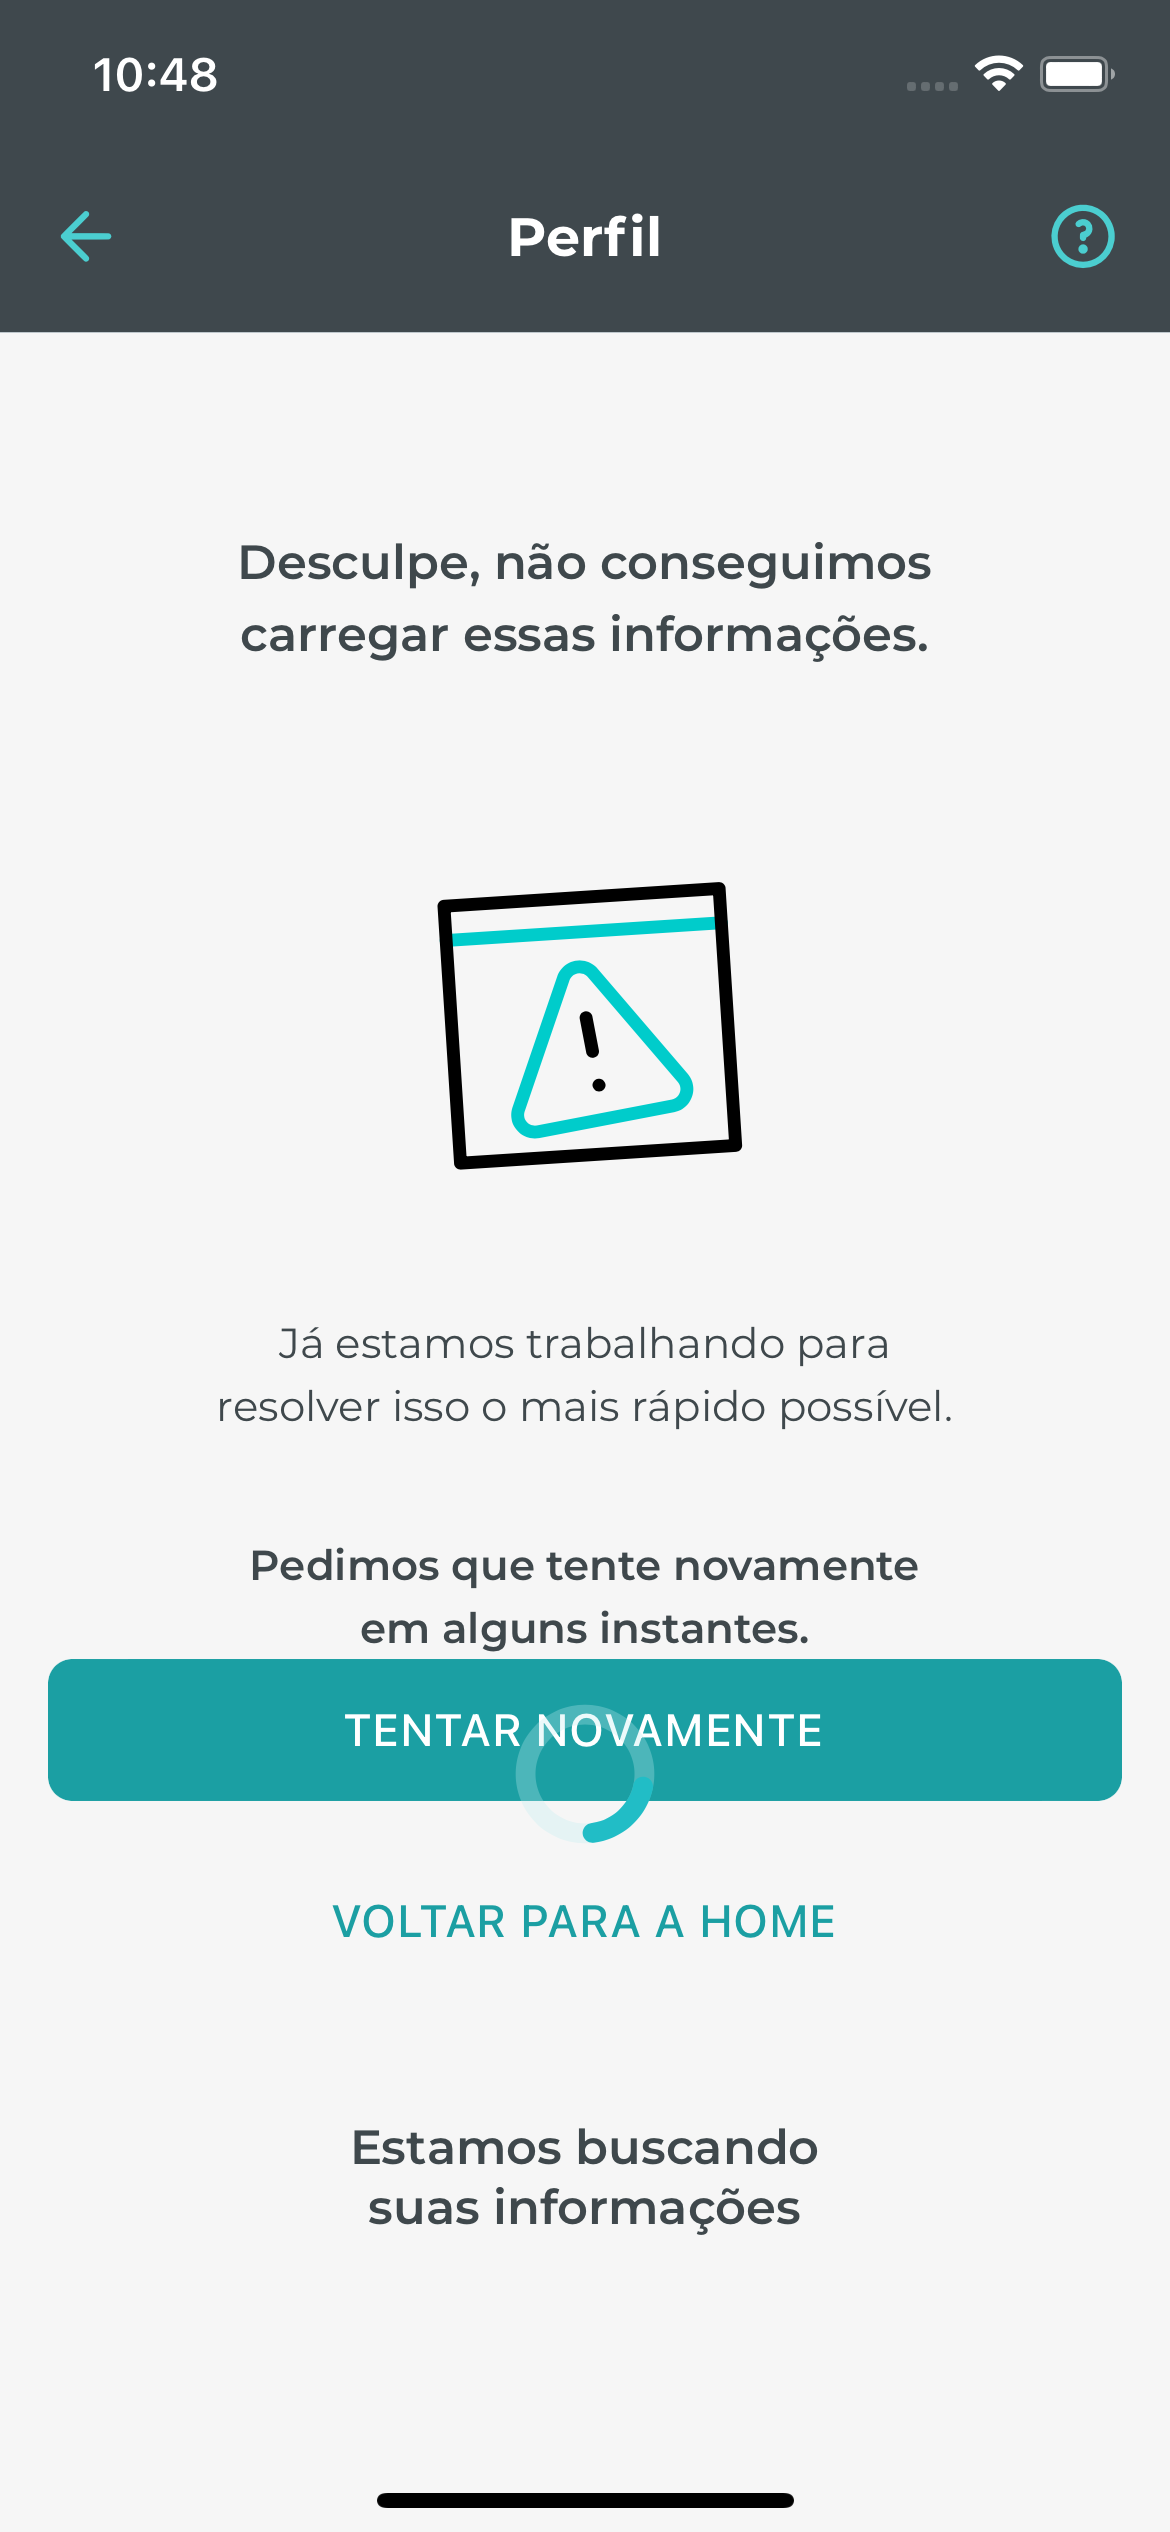 10:48
Perfil
Desculpe, não conseguimos
carregar essas informações.
Já estamos trabalhando para
resolver isso o mais rápido possível.
Pedimos que tente novamente
em alguns instantes.
TENTAR NOVAMENTE
VOLTAR PARA A HOME
Estamos buscando
suas informações